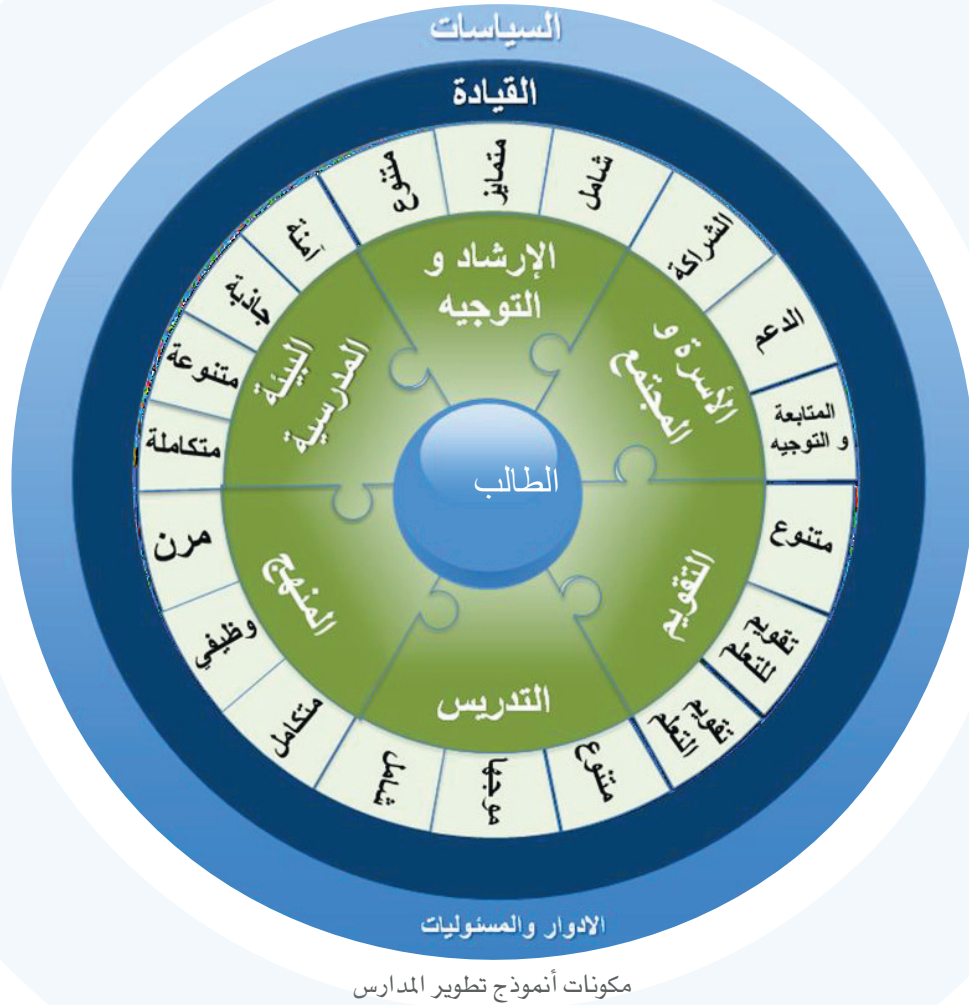 السياسات
القيادة
متنوع
متمايز
شامل
الشراكة
الدعم
المتابعة
و التوجيه
متنوع
تقويم
للتعلم
تقويم
التعلم
متنوع
موجها
شامل
متكامل
وظيفي
مرن
متكاملة
متنوعة
جاذبة
آمنة
الإرشاد و
التوجيه
الأسرة و
المجتمع
التقويم
التدريس
المنهج
البيئة
المدرسية
الطالب
الادوار والمسئوليات
مكونات أنموذج تطوير المدارس